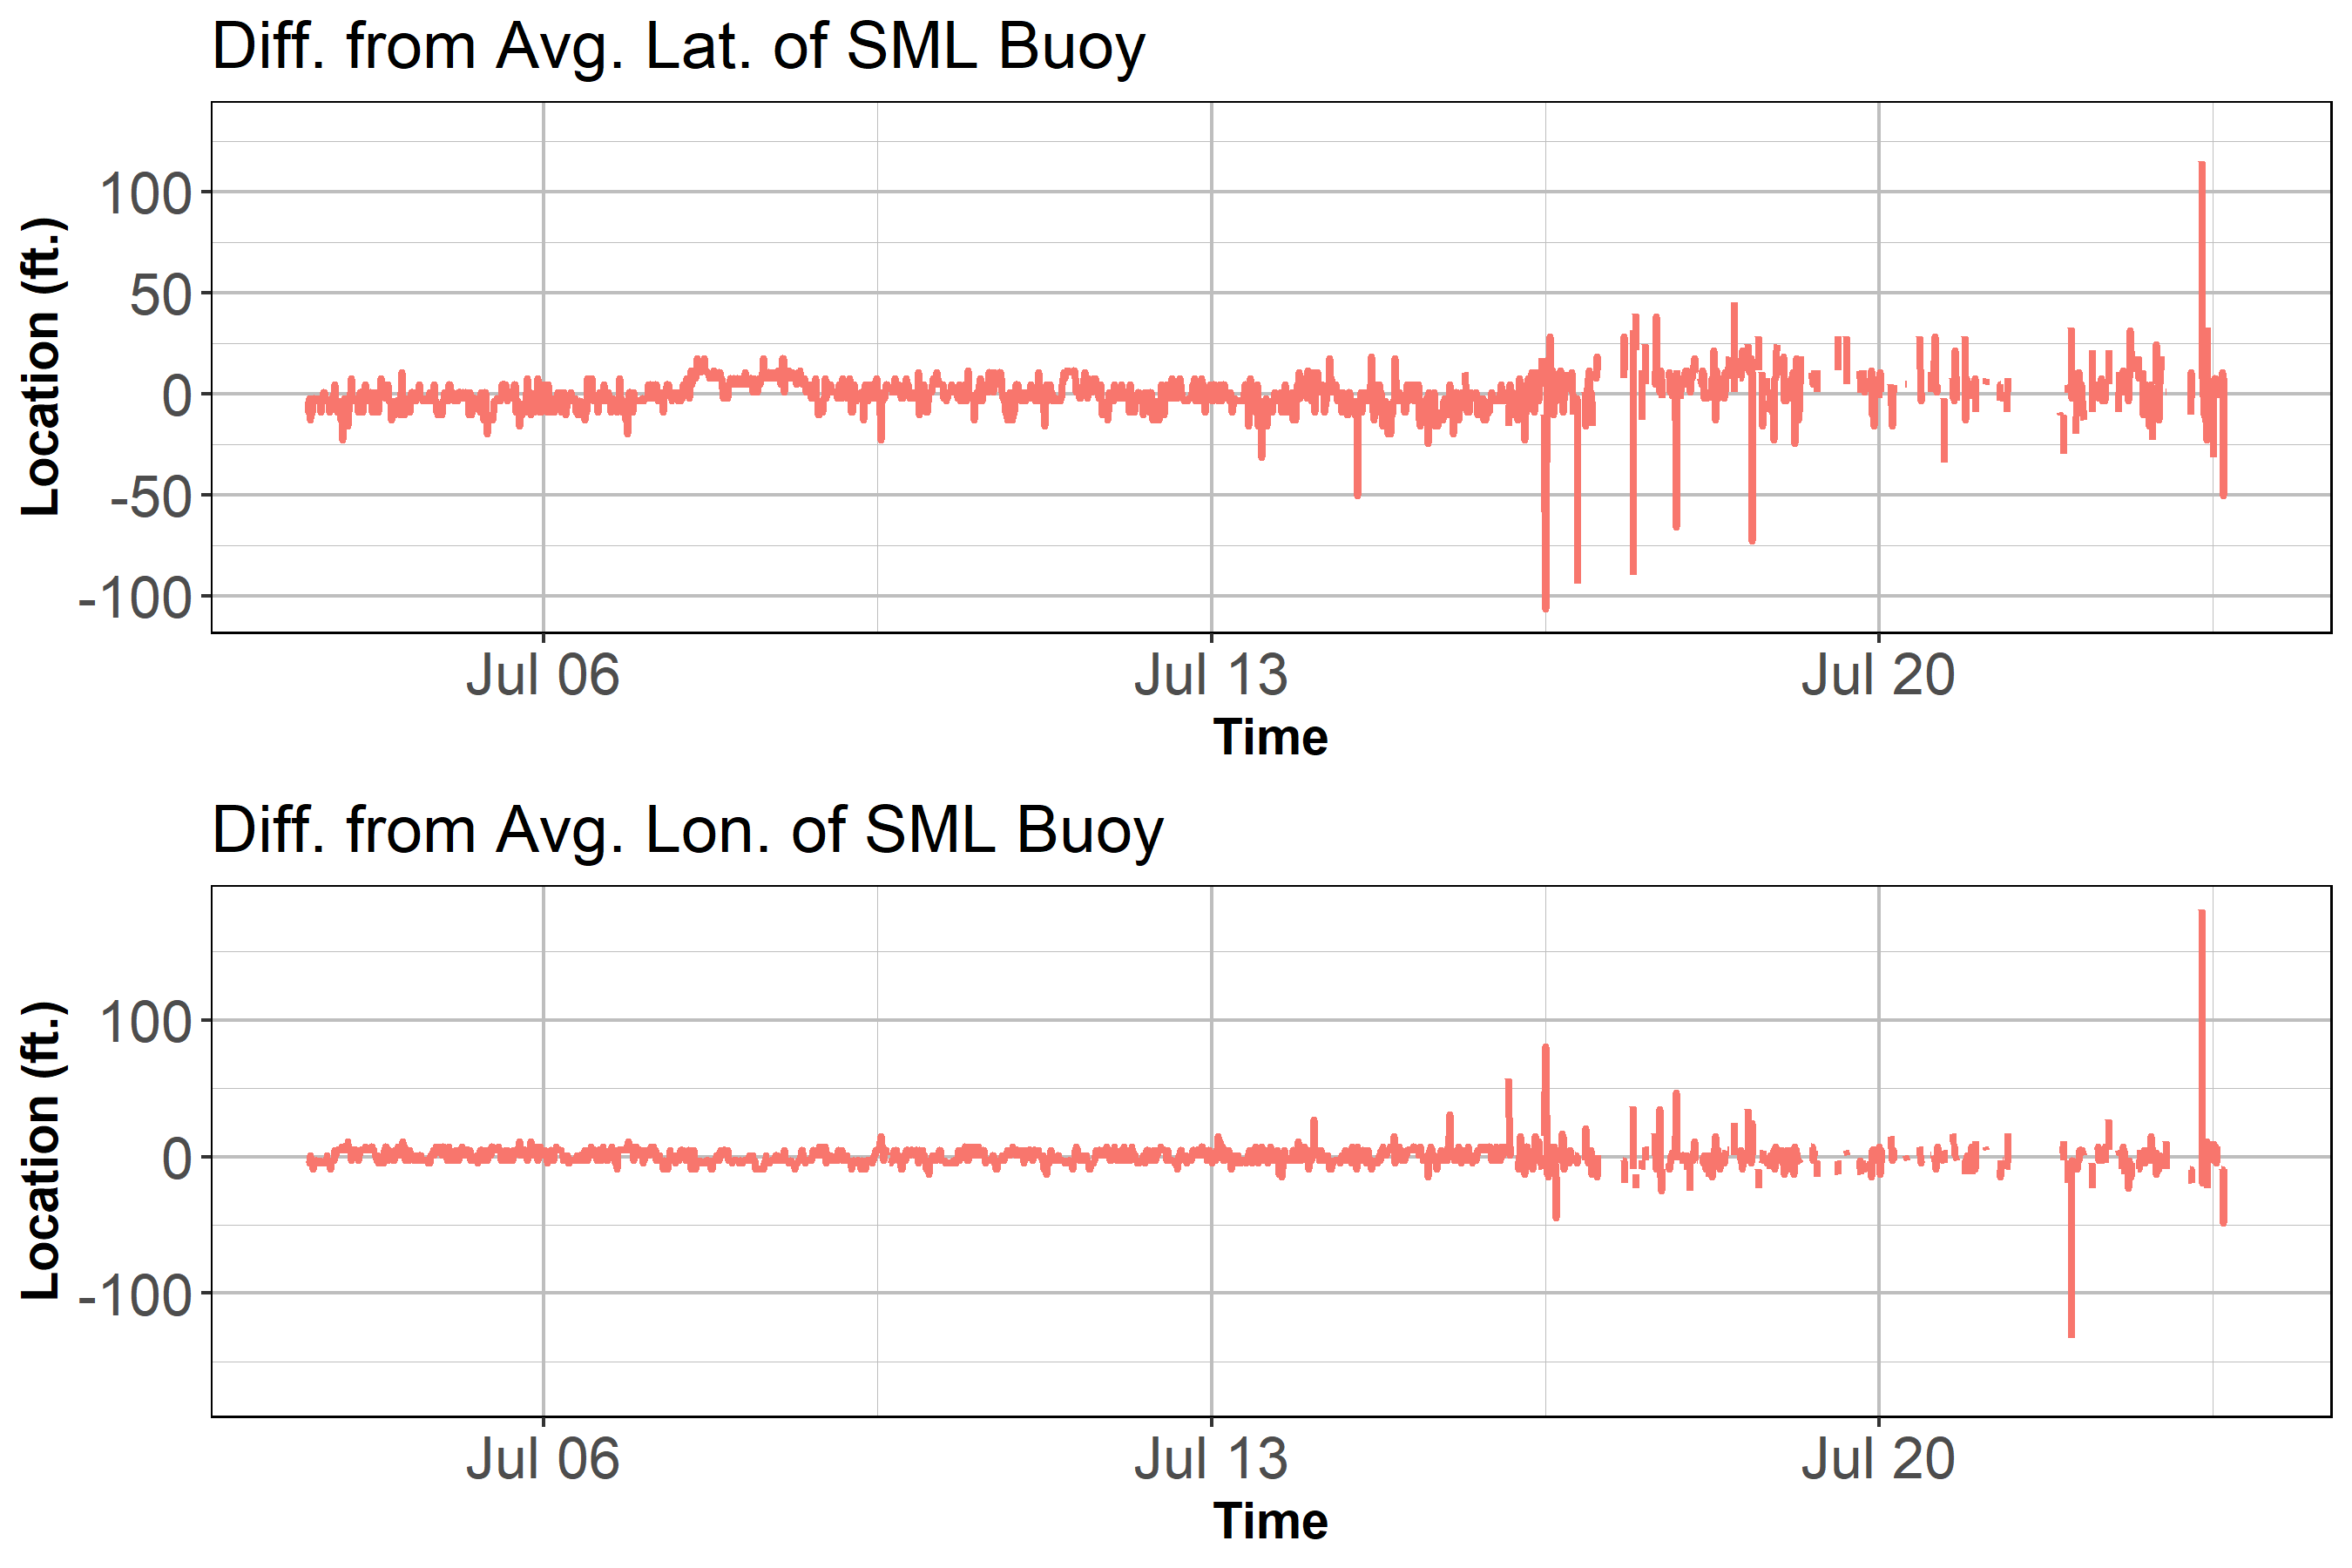 Diff. from Avg. Lat. of SML Buoy
Location (ft.)
100
50
0
-50
-100
Jul 06 Jul 13 Jul 20
Time
Diff. from Avg. Lon. of SML Buoy
Location (ft.)
100
0
-100
Jul 06 Jul 13 Jul 20
Time